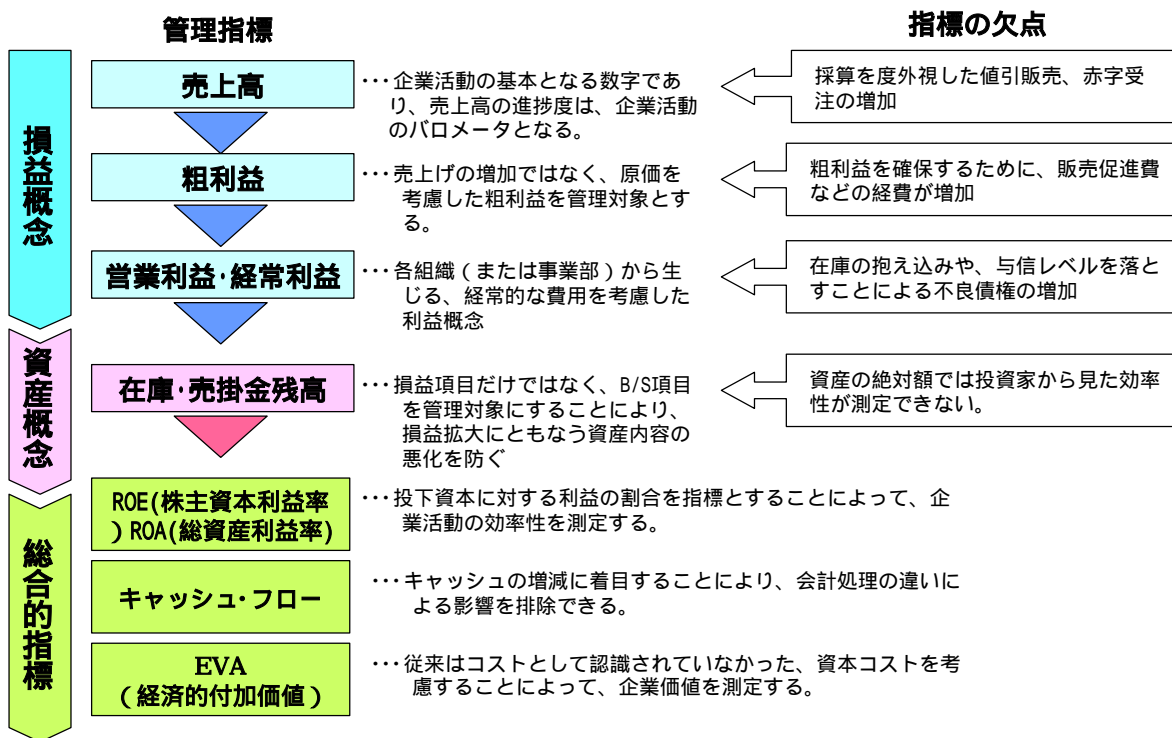 管理指標
指標の欠点
損益概念
売上高
・・・企業活動の基本となる数字であ
り、売上高の進捗度は、企業活動
のバロメータとなる。
採算を度外視した値引販売、赤字受
注の増加
粗利益
・・・売上げの増加ではなく、原価を
考慮した粗利益を管理対象とす
る。
粗利益を確保するために、販売促進費
などの経費が増加
営業利益・経常利益
・・・各組織(または事業部)から生
じる、経常的な費用を考慮した
利益概念
在庫の抱え込みや、与信レベルを落と
すことによる不良債権の増加
資産概念
在庫・売掛金残高
・・・損益項目だけではなく、B/S項目
を管理対象にすることにより、
損益拡大にともなう資産内容の
悪化を防ぐ
資産の絶対額では投資家から見た効率
性が測定できない。
総合的指標
ROE(株主資本利益率
)ROA(総資産利益率)
・・・投下資本に対する利益の割合を指標とすることによって、企
業活動の効率性を測定する。
キャッシュ・フロー
・・・キャッシュの増減に着目することにより、会計処理の違いに
よる影響を排除できる。
EVA
(経済的付加価値)
・・・従来はコストとして認識されていなかった、資本コストを考
慮することによって、企業価値を測定する。